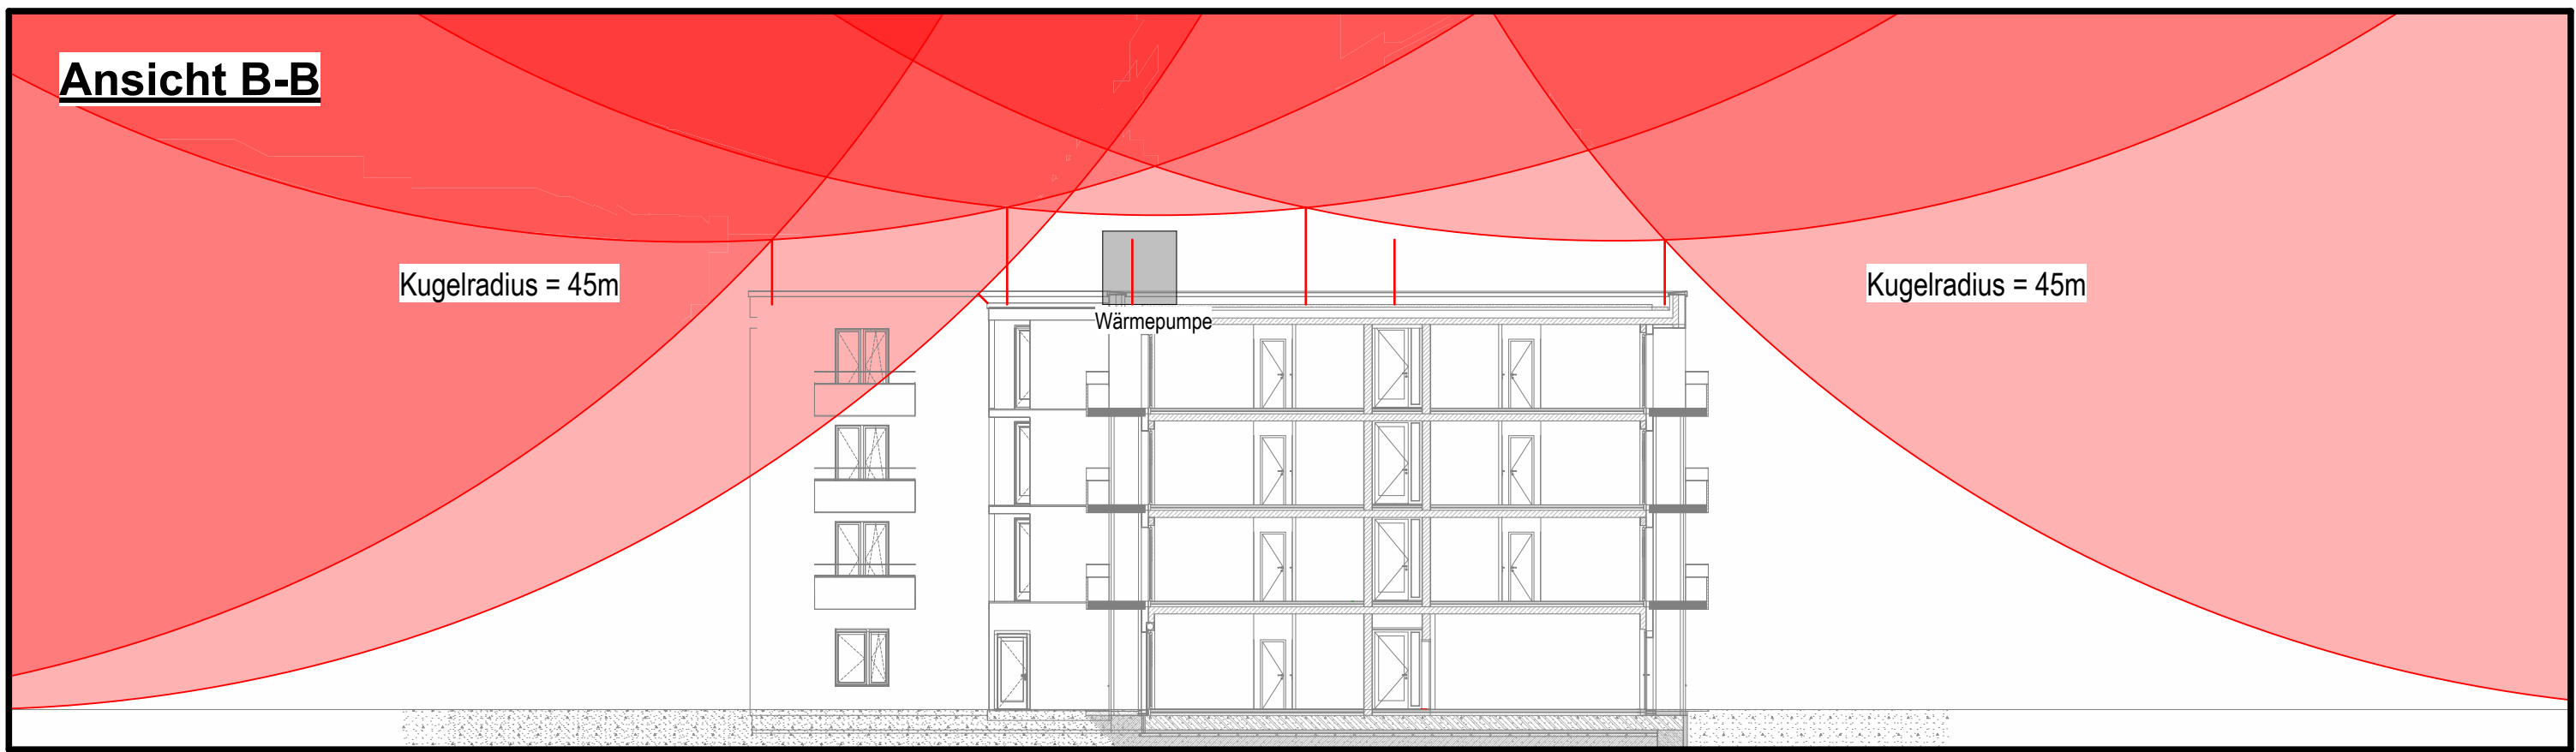 Ansicht B-B
Kugelradius = 45m
Kugelradius = 45m
Wärmepumpe